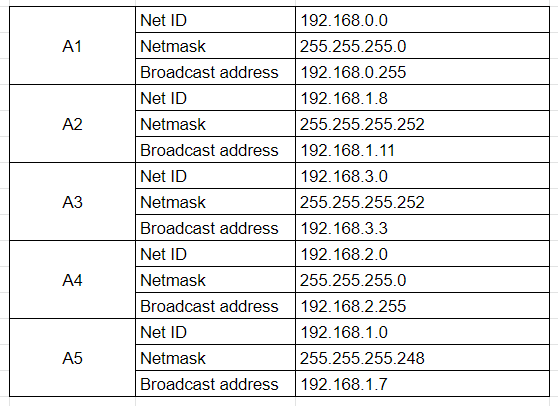 A1
Net ID 192.168.0.0
Netmask 255.255.255.0
Broadcast address 192.168.0.255
A2
Net ID 192.168.1.8
Netmask 255.255.255.252
Broadcast address 192.168.1.11
A3
Net ID 192.168.3.0
Netmask 255.255.255.252
Broadcast address 192.168.3.3
A4
Net ID 192.168.2.0
Netmask 255.255.255.0
Broadcast address 192.168.2.255
A5
Net ID 192.168.1.0
Netmask 255.255.255.248
Broadcast address 192.168.1.7